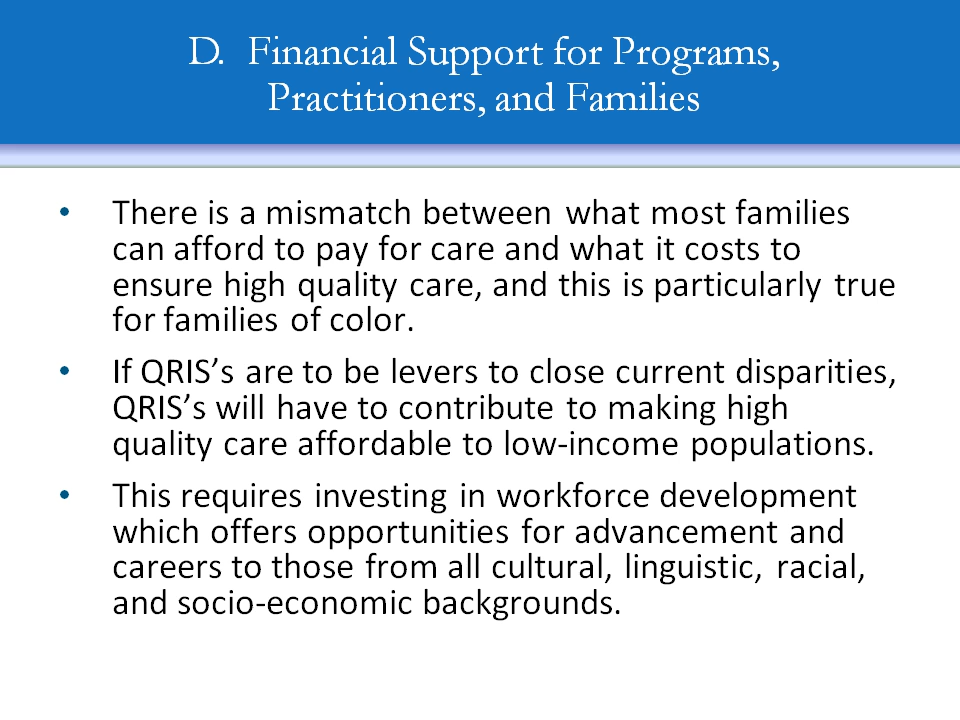 D.  Financial Support for Programs,
Practitioners, and Families
• There is a mismatch between what most families
can afford to pay for care and what it costs to
ensure high quality care, and this is particularly true
for families of color.
• If QRIS’s are to be levers to close current disparities,
QRIS’s will have to contribute to making high
quality care affordable to low-income populations.
• This requires investing in workforce development
which offers opportunities for advancement and
careers to those from all cultural, linguistic, racial,
and socio-economic backgrounds.